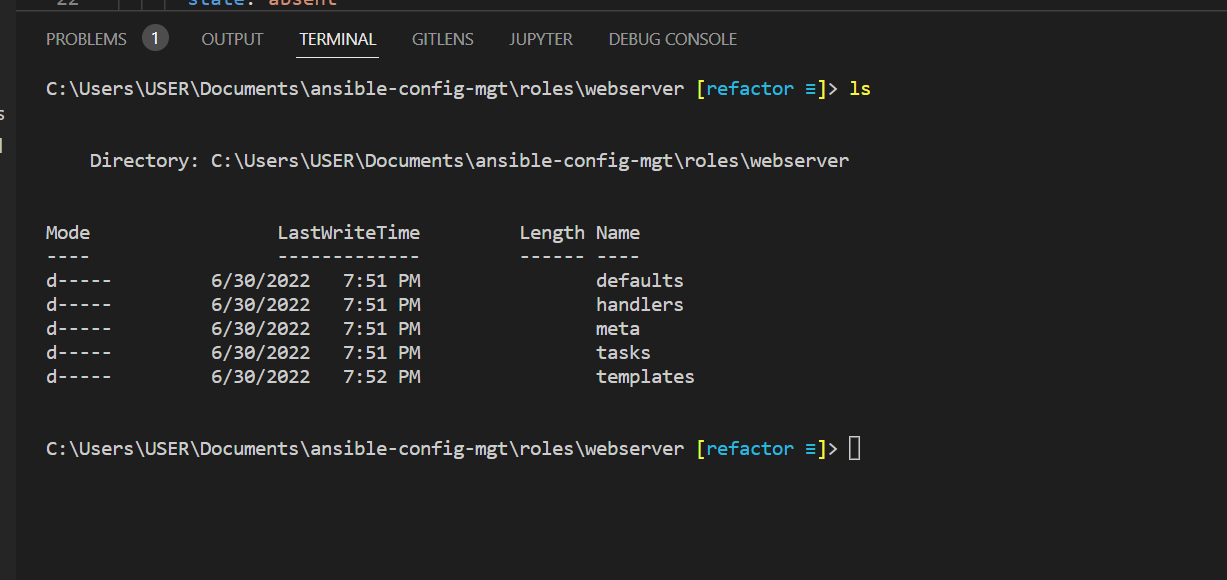 22 state: absent
PROBLEMS 1 OUTPUT TERMINAL GITLENS JUPYTER DEBUG CONSOLE
C:\Users\USER\Documents\ansible-config-mgt\roles\webserver [refactor ≡]> ls
Directory: C:\Users\USER\Documents\ansible-config-mgt\roles\webserver
Mode LastWriteTime Length Name
---- ------------- ------ ----
d----- 6/30/2022 7:51 PM defaults
d----- 6/30/2022 7:51 PM handlers
d----- 6/30/2022 7:51 PM meta
d----- 6/30/2022 7:51 PM tasks
d----- 6/30/2022 7:52 PM templates
C:\Users\USER\Documents\ansible-config-mgt\roles\webserver [refactor ≡]>